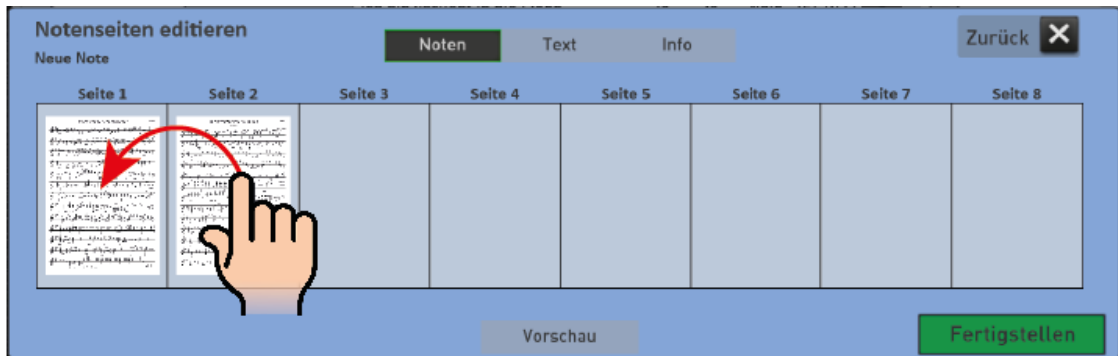 Notenseiten editieren
Neue Note
Noten Text Info
Zurück
Seite 1 Seite 2 Seite 3 Seite 4 Seite 5 Seite 6 Seite 7 Seite 8
Vorschau
Fertigstellen